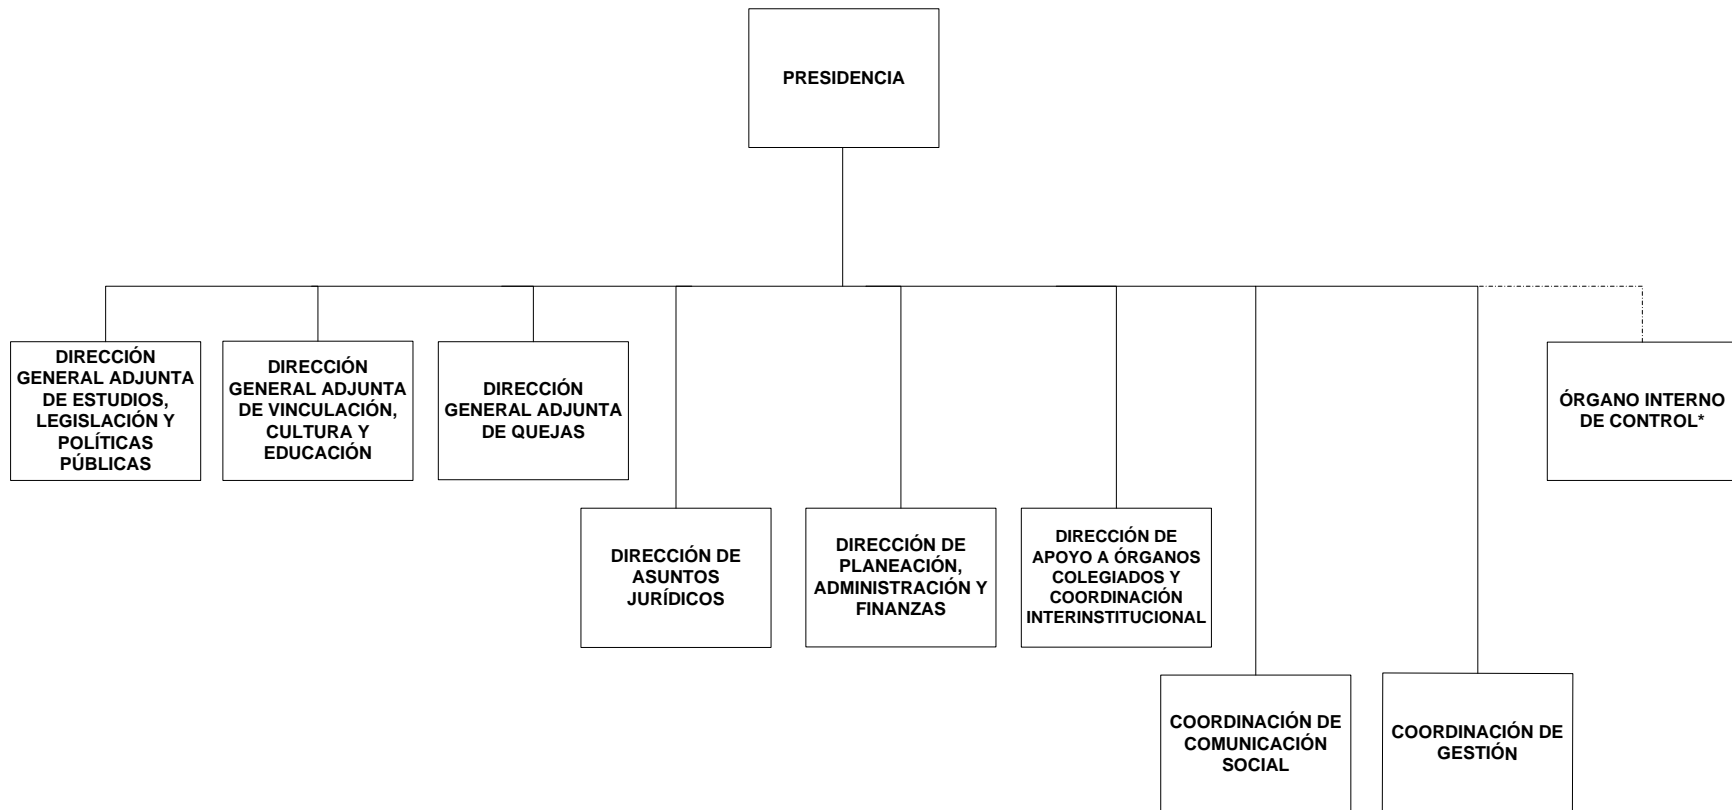 PRESIDENCIA
DIRECCIÓN
GENERAL ADJUNTA
DE ESTUDIOS,
LEGISLACIÓN Y
POLÍTICAS
PÚBLICAS
DIRECCIÓN
GENERAL ADJUNTA
DE VINCULACIÓN,
CULTURA Y
EDUCACIÓN
DIRECCIÓN
GENERAL ADJUNTA
DE QUEJAS
ÓRGANO INTERNO
DE CONTROL*
DIRECCIÓN DE
ASUNTOS
JURÍDICOS
DIRECCIÓN DE
PLANEACIÓN,
ADMINISTRACIÓN Y
FINANZAS
DIRECCIÓN DE
APOYO A ÓRGANOS
COLEGIADOS Y
COORDINACIÓN
INTERINSTITUCIONAL
COORDINACIÓN DE
COMUNICACIÓN
SOCIAL
COORDINACIÓN DE
GESTIÓN